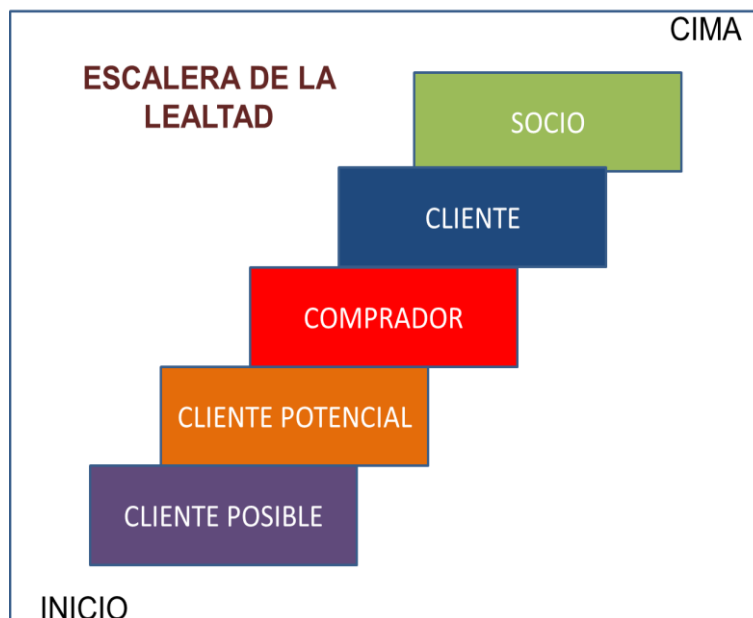 CIMA
ESCALERA DE LA
LEALTAD
SOCIO
CLIENTE
COMPRADOR
CLIENTE POTENCIAL
CLIENTE POSIBLE
INICIO